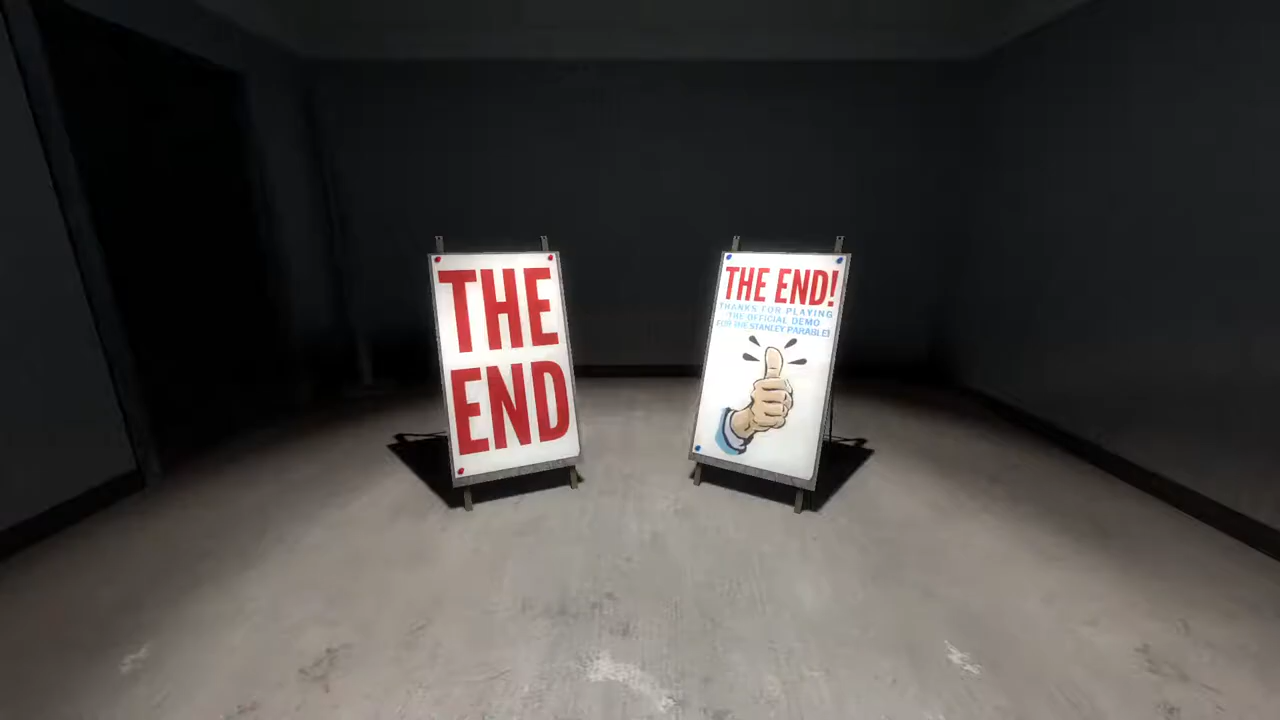 THE
END
THE END!
THANKS FOR PLAYING
THE OFFICIAL DEMO
FOR THE STANLEY PARABLE!